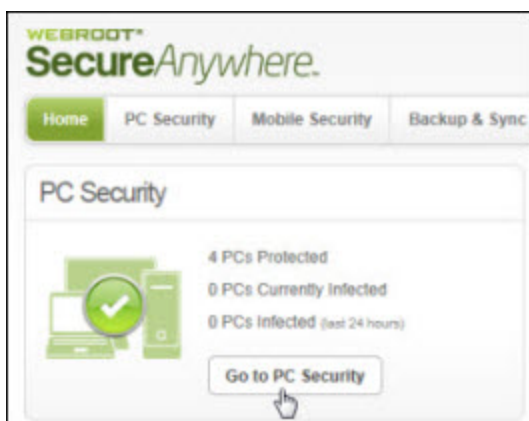 WEBROOT®
SecureAnywhere™
Home PC Security Mobile Security Backup & Sync
PC Security
4 PCs Protected
0 PCs Currently Infected
0 PCs Infected (last 24 hours)
Go to PC Security